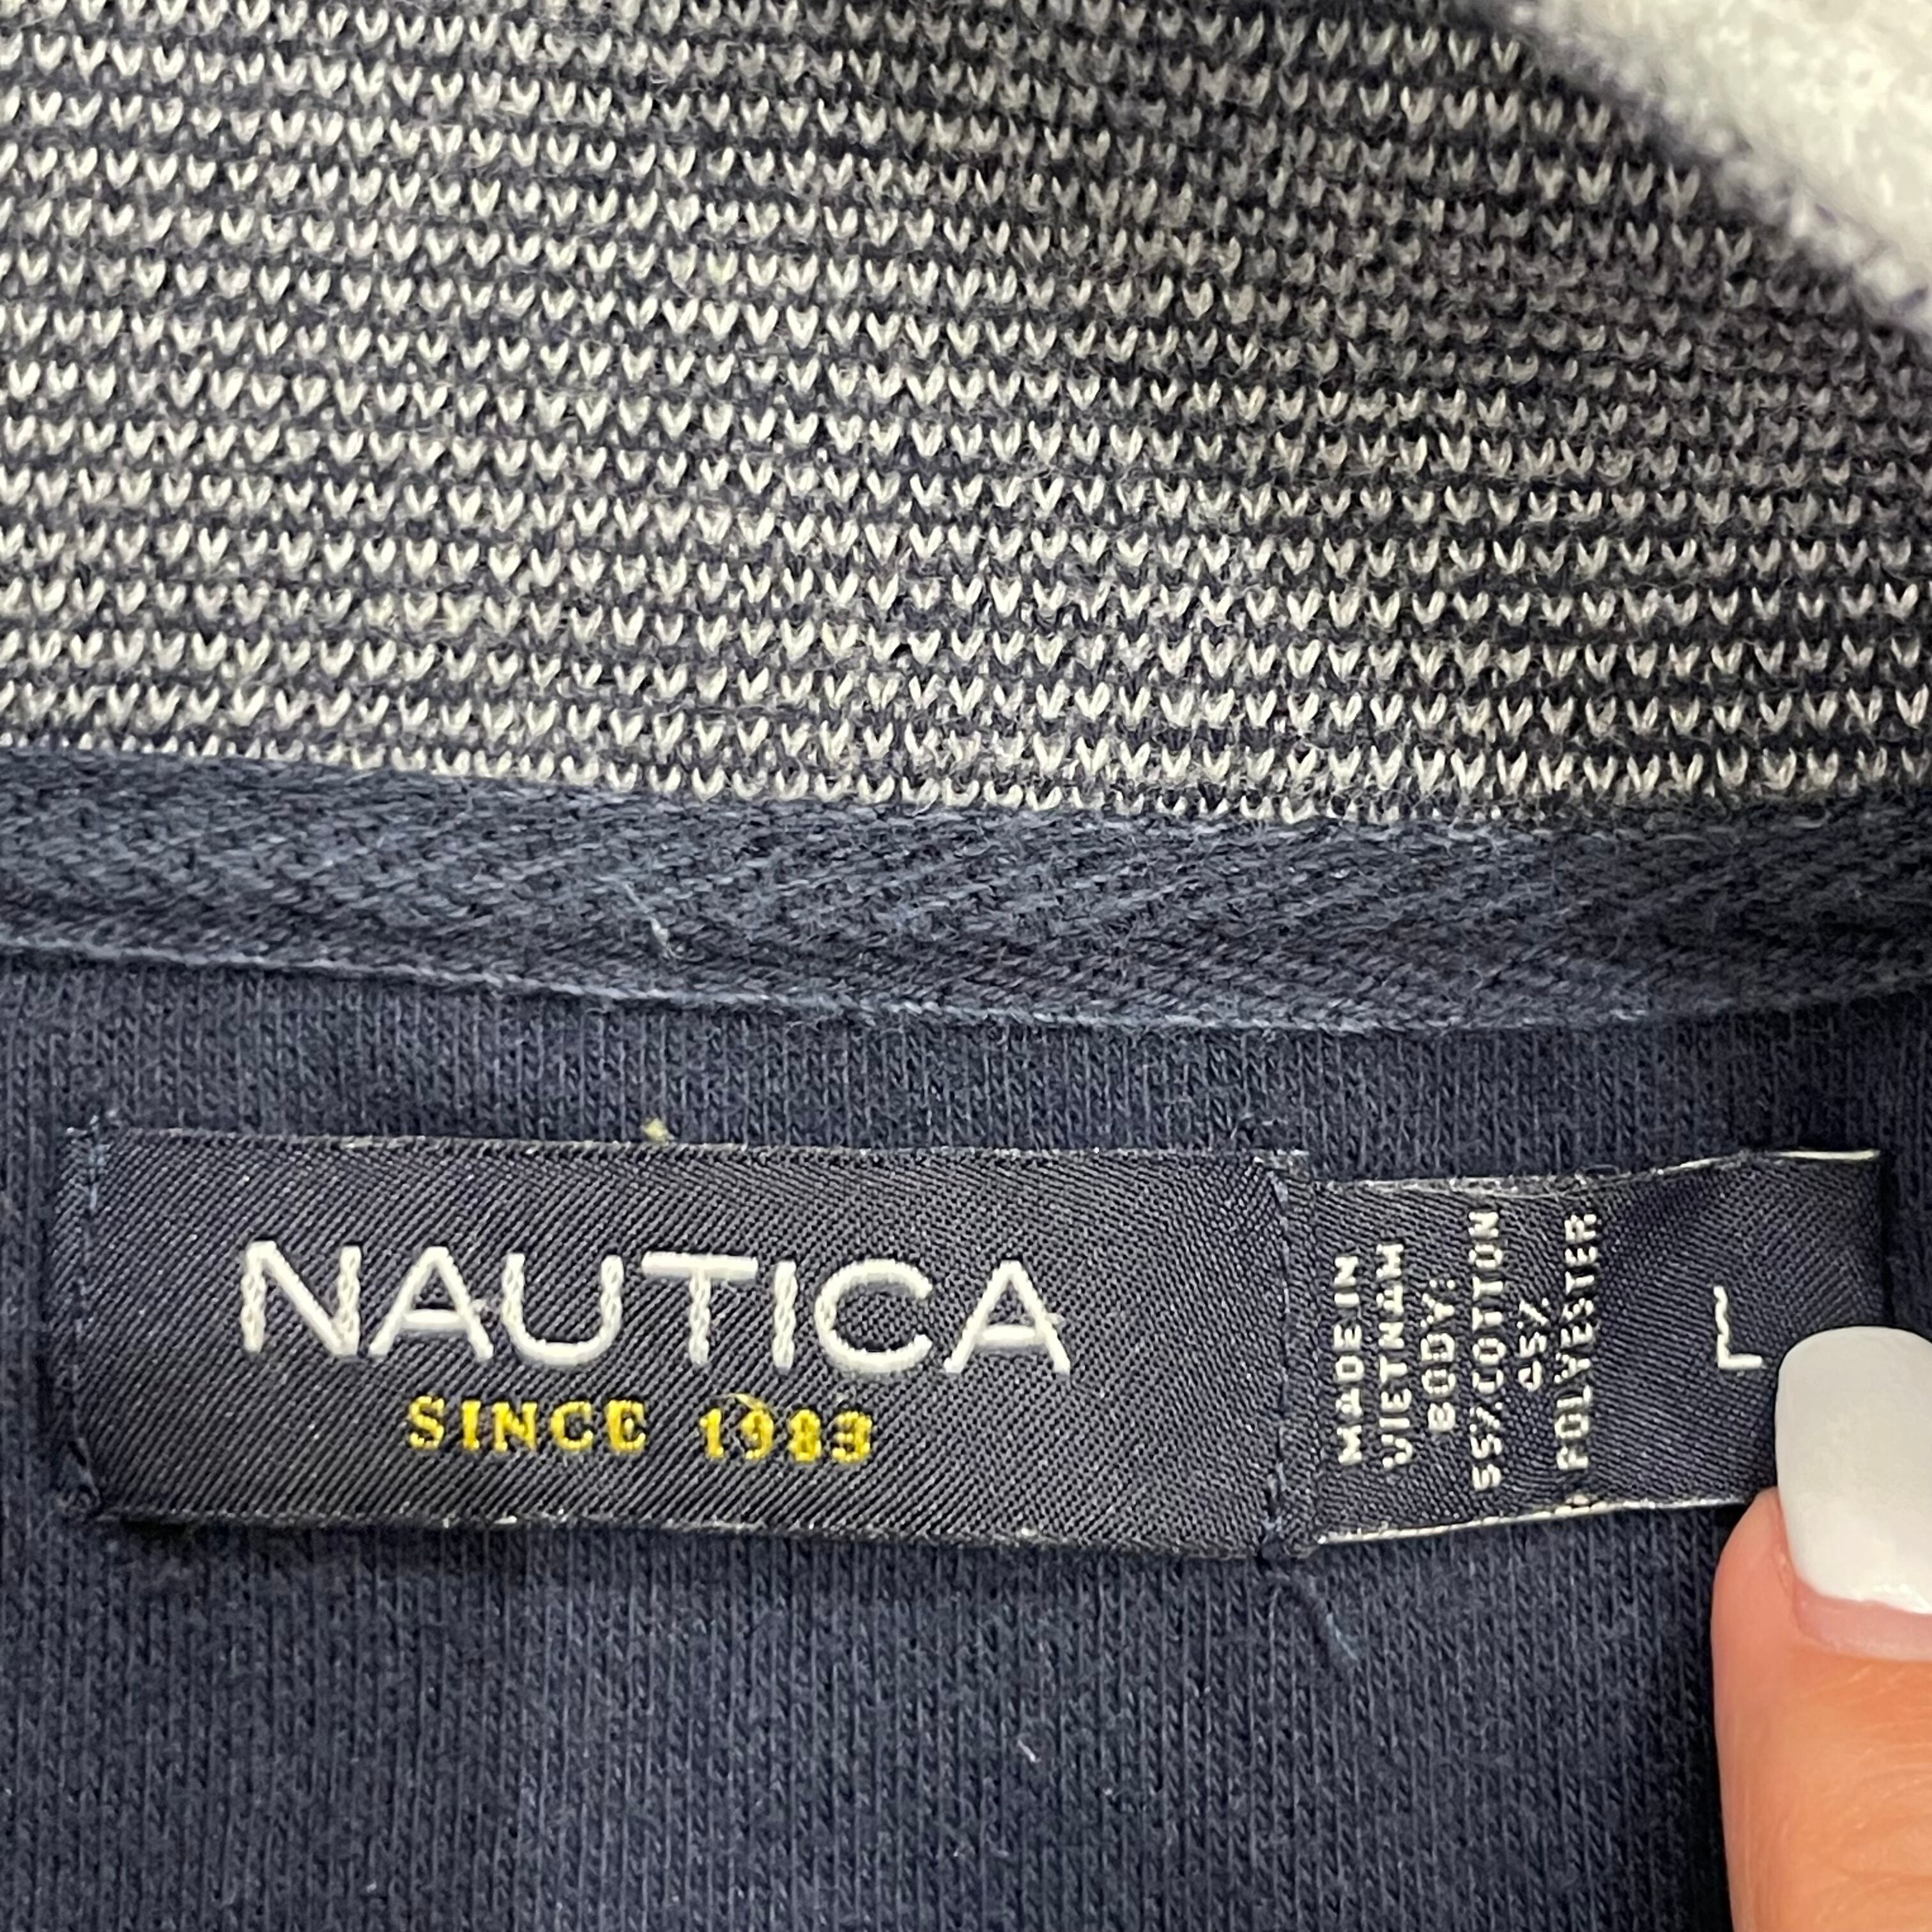 NAUTICA
SINCE 1983
MADE IN
VIETNAM
BODY:
55% COTTON
45%
POLYESTER
L